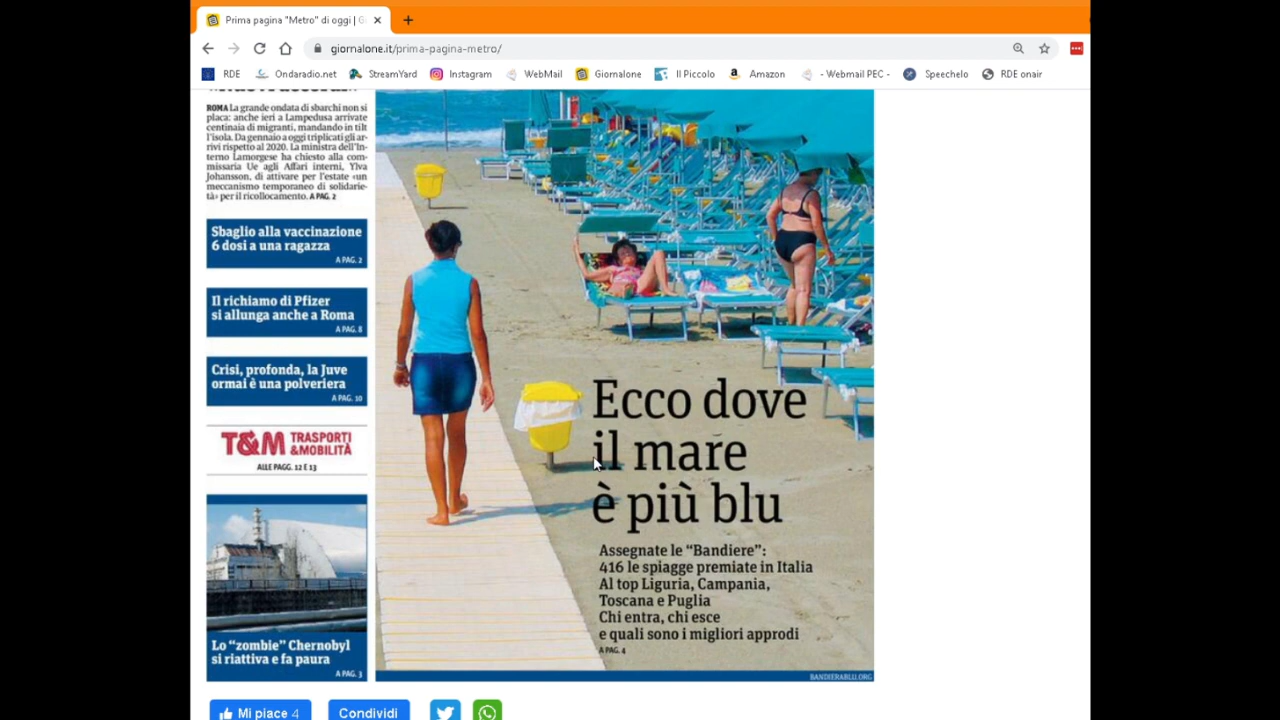 Prima pagina "Metro" di oggi | G
giornalone.it/prima-pagina-metro/
RDE
Ondaradio.net
StreamYard
Instagram
WebMail
Giornalone
Il Piccolo
Amazon
- Webmail PEC -
Speechelo
RDE onair
ROMA La grande ondata di sbarchi non si
placa: anche ieri a Lampedusa arrivate
centinaia di migranti, mandando in tilt
l'isola. Da gennaio a oggi triplicati gli ar-
rivi rispetto al 2020. La ministra dell'In-
terno Lamorgese ha chiesto alla com-
missaria Ue agli Affari interni, Ylva
Johansson, di attivare per l'estate «un
meccanismo temporaneo di solidarie-
tà» per il ricollocamento. A PAG. 2
Sbaglio alla vaccinazione
6 dosi a una ragazza
A PAG. 2
Il richiamo di Pfizer
si allunga anche a Roma
A PAG. 8
Crisi, profonda, la Juve
ormai è una polveriera
A PAG. 10
T&M TRASPORTI
&MOBILITÀ
ALLE PAGG. 12 E 13
Lo "zombie" Chernobyl
si riattiva e fa paura
A PAG. 3
Ecco dove
il mare
è più blu
Assegnate le "Bandiere":
416 le spiagge premiate in Italia
Al top Liguria, Campania,
Toscana e Puglia
Chi entra, chi esce
e quali sono i migliori approdi
A PAG. 4
BANDIERABLU.ORG
Mi piace 4
Condividi